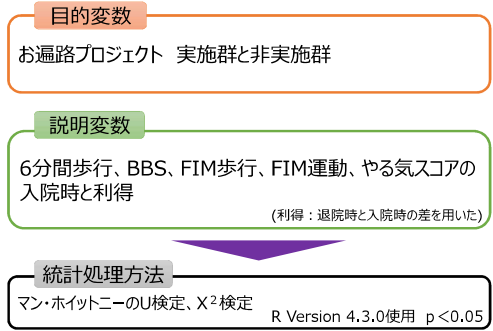 目的変数
お遍路プロジェクト 実施群と非実施群
説明変数
6分間歩行、BBS、FIM歩行、FIM運動、やる気スコアの
入院時と利得
(利得：退院時と入院時の差を用いた)
統計処理方法
マン・ホイットニーのU検定、X²検定
R Version 4.3.0使用 p＜0.05